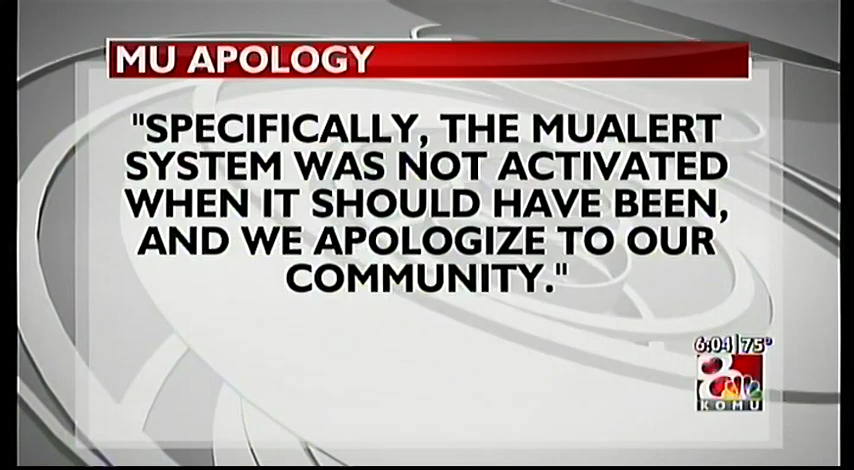 MU APOLOGY
"SPECIFICALLY, THE MUALERT
SYSTEM WAS NOT ACTIVATED
WHEN IT SHOULD HAVE BEEN,
AND WE APOLOGIZE TO OUR
COMMUNITY."
6:04|75°
8
KOMU